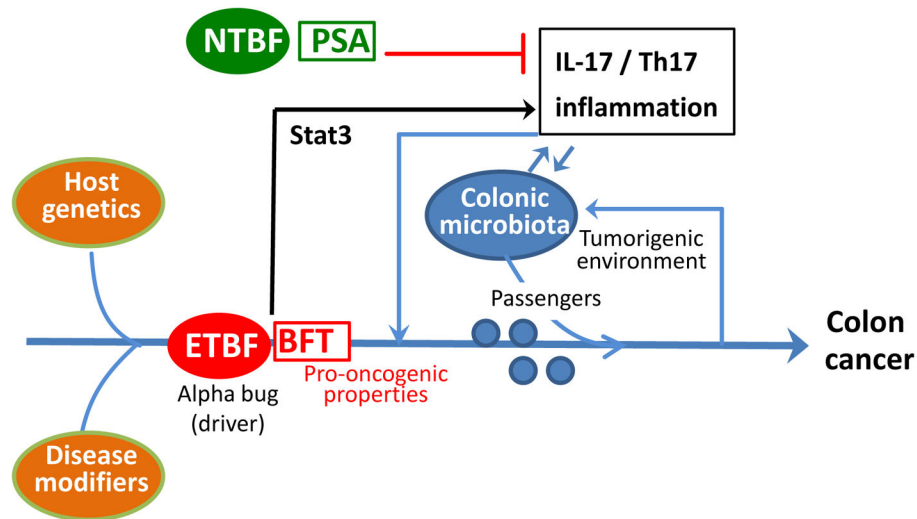 NTBF PSA
IL-17 / Th17
inflammation
Stat3
Host
genetics
Colonic
microbiota
Tumorigenic
environment
Passengers
ETBF BFT
Colon
cancer
Pro-oncogenic
properties
Alpha bug
(driver)
Disease
modifiers